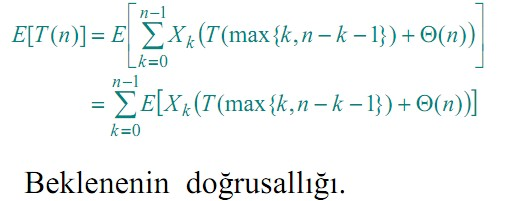 E[T(n)] = E[∑_{k=0}^{n−1} X_k(T(max{k, n − k − 1}) + Θ(n))]
= ∑_{k=0}^{n−1} E[X_k(T(max{k, n − k − 1}) + Θ(n))]
Beklenenin doğrusallığı.